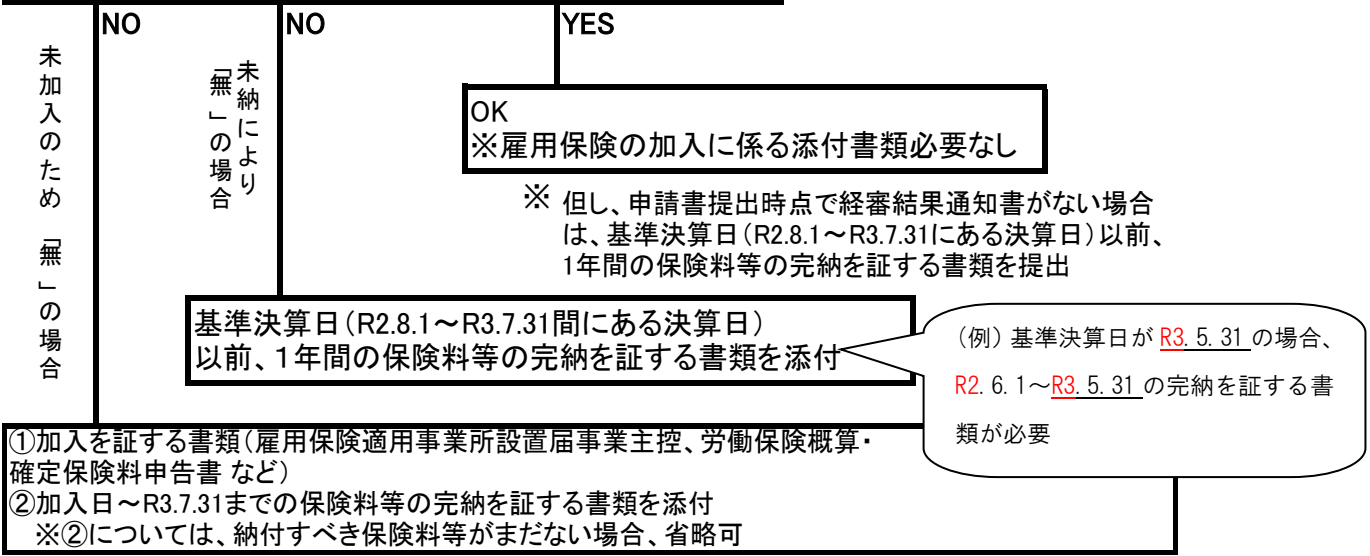 NO
NO
YES
未加入のため「無」の場合
未納により
「無」の場合
OK
※雇用保険の加入に係る添付書類必要なし
※ 但し、申請書提出時点で経審結果通知書がない場合
は、基準決算日(R2.8.1～R3.7.31にある決算日)以前、
1年間の保険料等の完納を証する書類を提出
基準決算日(R2.8.1～R3.7.31間にある決算日)
以前、1年間の保険料等の完納を証する書類を添付
(例)基準決算日が R3. 5. 31 の場合、
R2. 6. 1～R3. 5. 31 の完納を証する書
類が必要
①加入を証する書類(雇用保険適用事業所設置届事業主控、労働保険概算・
確定保険料申告書 など)
②加入日～R3.7.31までの保険料等の完納を証する書類を添付
※②については、納付すべき保険料等がまだない場合、省略可